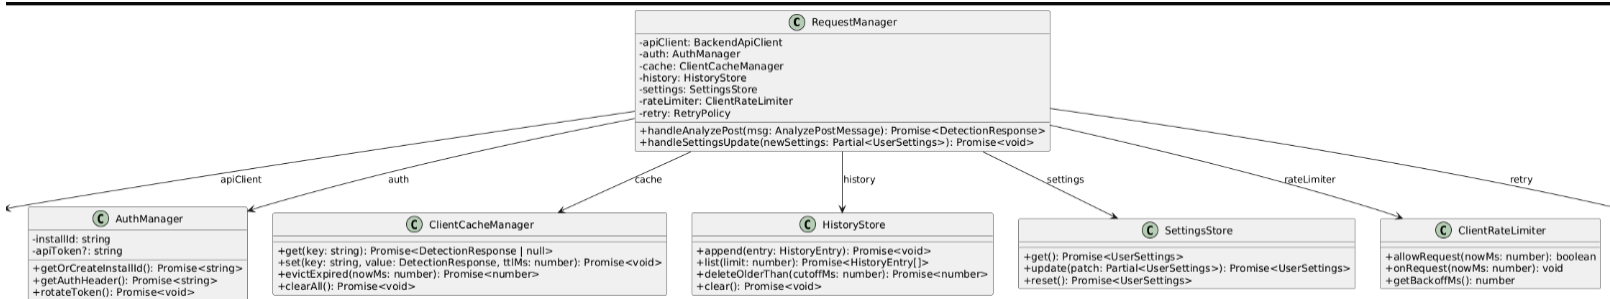 C RequestManager
-apiClient: BackendApiClient
-auth: AuthManager
-cache: ClientCacheManager
-history: HistoryStore
-settings: SettingsStore
-rateLimiter: ClientRateLimiter
-retry: RetryPolicy
+handleAnalyzePost(msg: AnalyzePostMessage): Promise<DetectionResponse>
+handleSettingsUpdate(newSettings: Partial<UserSettings>): Promise<void>
apiClient
auth
cache
history
settings
rateLimiter
retry
C AuthManager
-installId: string
-apiToken?: string
+getOrCreateInstallId(): Promise<string>
+getAuthHeader(): Promise<string>
+rotateToken(): Promise<void>
C ClientCacheManager
+get(key: string): Promise<DetectionResponse | null>
+set(key: string, value: DetectionResponse, ttlMs: number): Promise<void>
+evictExpired(nowMs: number): Promise<number>
+clearAll(): Promise<void>
C HistoryStore
+append(entry: HistoryEntry): Promise<void>
+list(limit: number): Promise<HistoryEntry[]>
+deleteOlderThan(cutoffMs: number): Promise<number>
+clear(): Promise<void>
C SettingsStore
+get(): Promise<UserSettings>
+update(patch: Partial<UserSettings>): Promise<UserSettings>
+reset(): Promise<UserSettings>
C ClientRateLimiter
+allowRequest(nowMs: number): boolean
+onRequest(nowMs: number): void
+getBackoffMs(): number